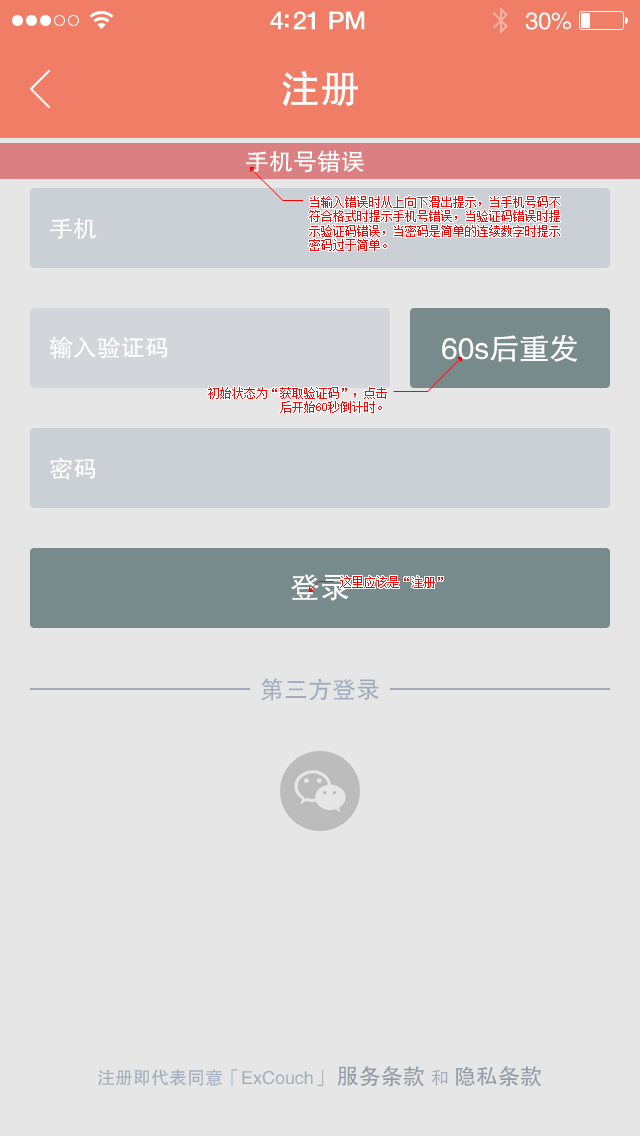 4:21 PM
30%
注册
手机号错误
当输入错误时从上向下滑出提示，当手机号码不
符合格式时提示手机号错误，当验证码错误时提
示验证码错误，当密码是简单的连续数字时提示
密码过于简单。
手机
输入验证码
60s后重发
初始状态为“获取验证码”，点击
后开始60秒倒计时。
密码
登录
这里应该是“注册”
第三方登录
注册即代表同意「ExCouch」服务条款 和 隐私条款